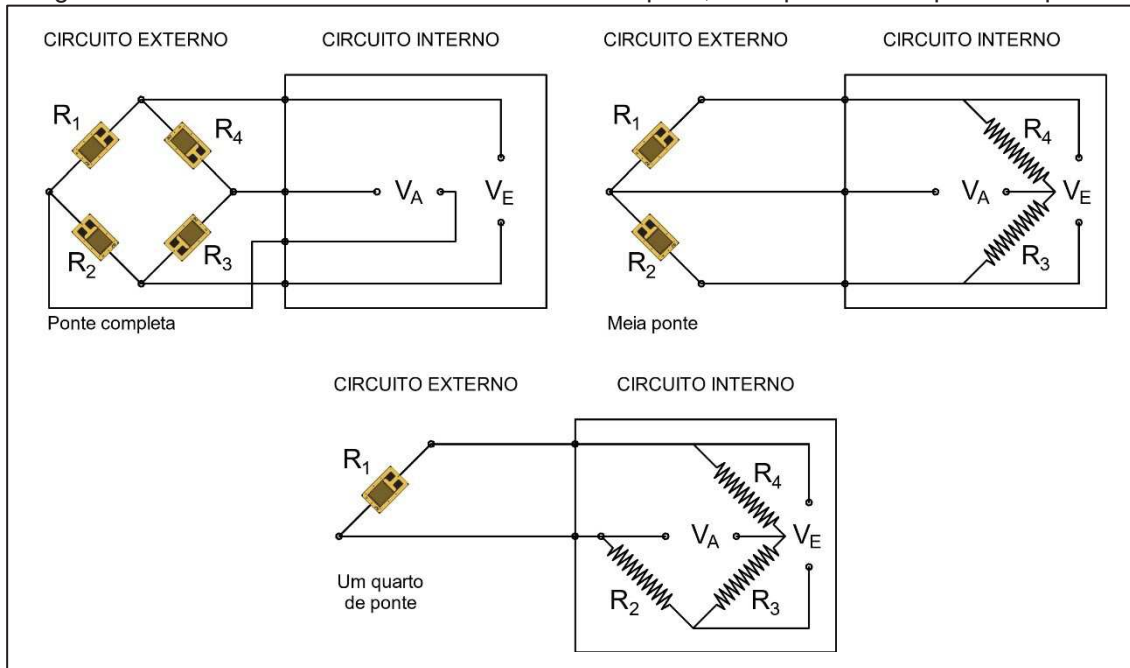 CIRCUITO EXTERNO CIRCUITO INTERNO
R1
R4
VA VE
R2
R3
Ponte completa
CIRCUITO EXTERNO CIRCUITO INTERNO
R1
R4
VA VE
R2
R3
Meia ponte
CIRCUITO EXTERNO CIRCUITO INTERNO
R1
R4
VA VE
R2
R3
Um quarto
de ponte